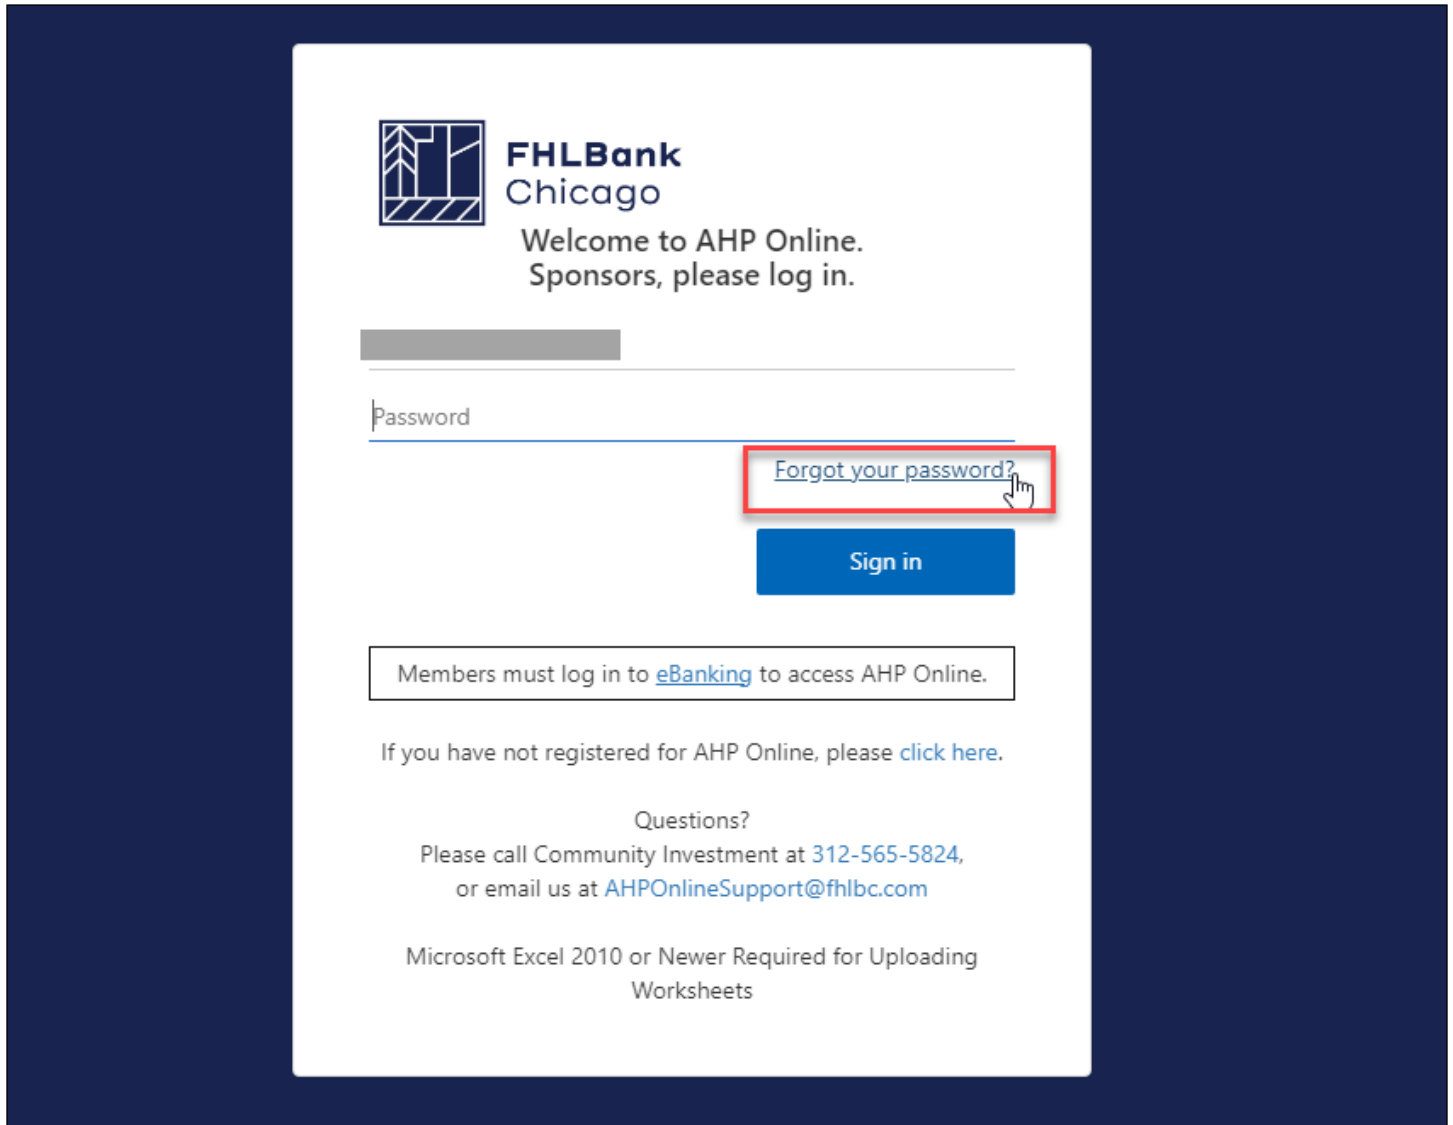 FHLBank
Chicago
Welcome to AHP Online.
Sponsors, please log in.
Password
Forgot your password?
Sign in
Members must log in to eBanking to access AHP Online.
If you have not registered for AHP Online, please click here.
Questions?
Please call Community Investment at 312-565-5824,
or email us at AHPOnlineSupport@fhlbc.com
Microsoft Excel 2010 or Newer Required for Uploading
Worksheets